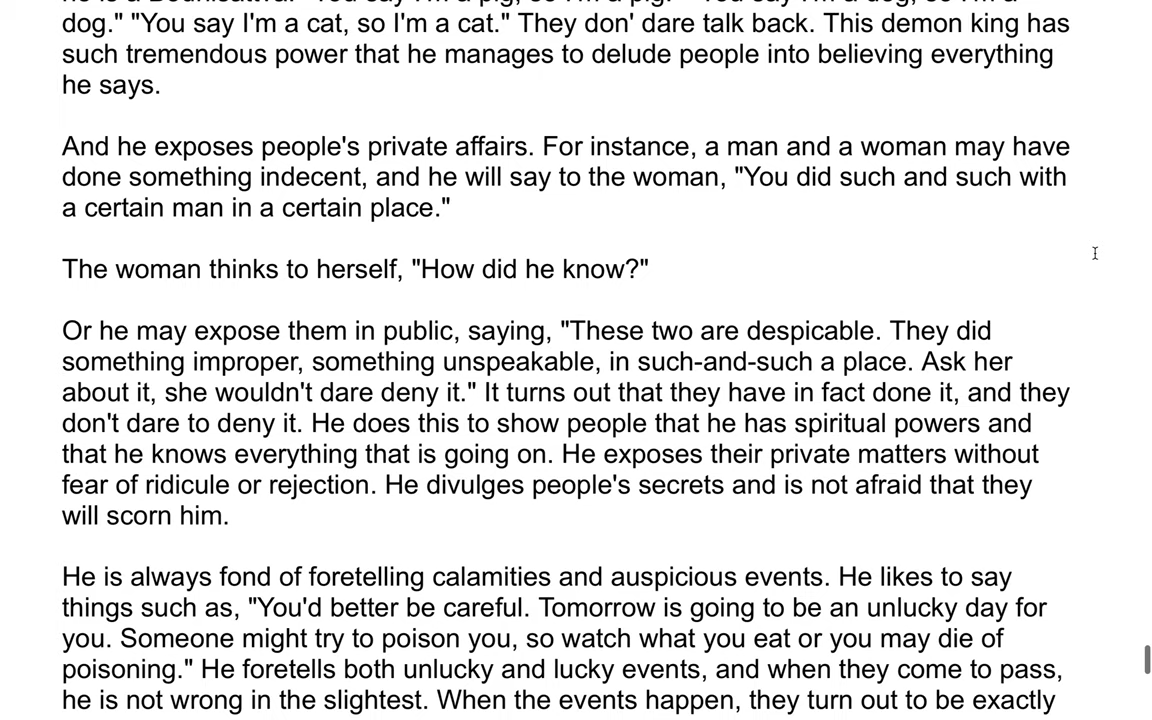 dog." "You say I'm a cat, so I'm a cat." They don' dare talk back. This demon king has
such tremendous power that he manages to delude people into believing everything
he says.
And he exposes people's private affairs. For instance, a man and a woman may have
done something indecent, and he will say to the woman, "You did such and such with
a certain man in a certain place."
The woman thinks to herself, "How did he know?"
Or he may expose them in public, saying, "These two are despicable. They did
something improper, something unspeakable, in such-and-such a place. Ask her
about it, she wouldn't dare deny it." It turns out that they have in fact done it, and they
don't dare to deny it. He does this to show people that he has spiritual powers and
that he knows everything that is going on. He exposes their private matters without
fear of ridicule or rejection. He divulges people's secrets and is not afraid that they
will scorn him.
He is always fond of foretelling calamities and auspicious events. He likes to say
things such as, "You'd better be careful. Tomorrow is going to be an unlucky day for
you. Someone might try to poison you, so watch what you eat or you may die of
poisoning." He foretells both unlucky and lucky events, and when they come to pass,
he is not wrong in the slightest. When the events happen, they turn out to be exactly